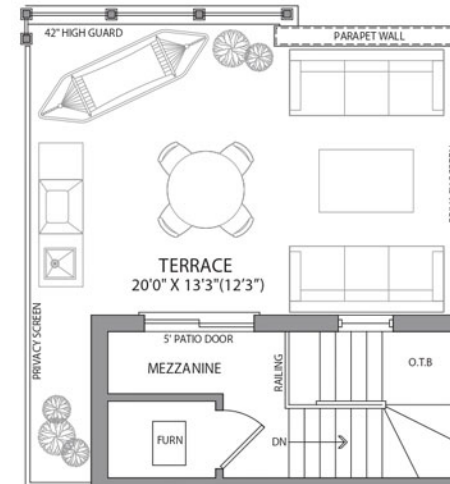 42" HIGH GUARD
PARAPET WALL
TERRACE
20'0" X 13'3"(12'3")
PRIVACY SCREEN
5' PATIO DOOR
MEZZANINE
RAILING
O.T.B
FURN
DN